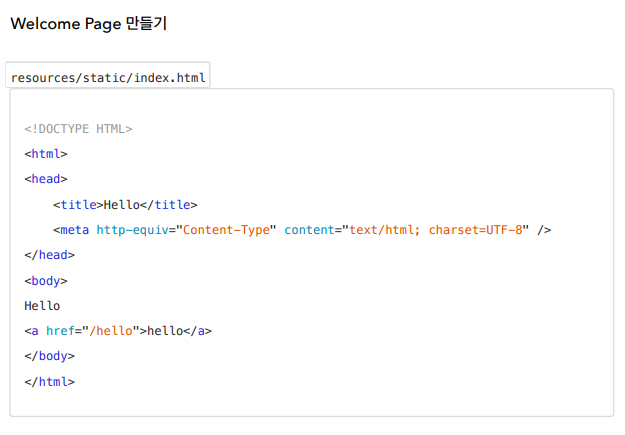 Welcome Page 만들기
resources/static/index.html
<!DOCTYPE HTML>
<html>
<head>
    <title>Hello</title>
    <meta http-equiv="Content-Type" content="text/html; charset=UTF-8" />
</head>
<body>
Hello
<a href="/hello">hello</a>
</body>
</html>